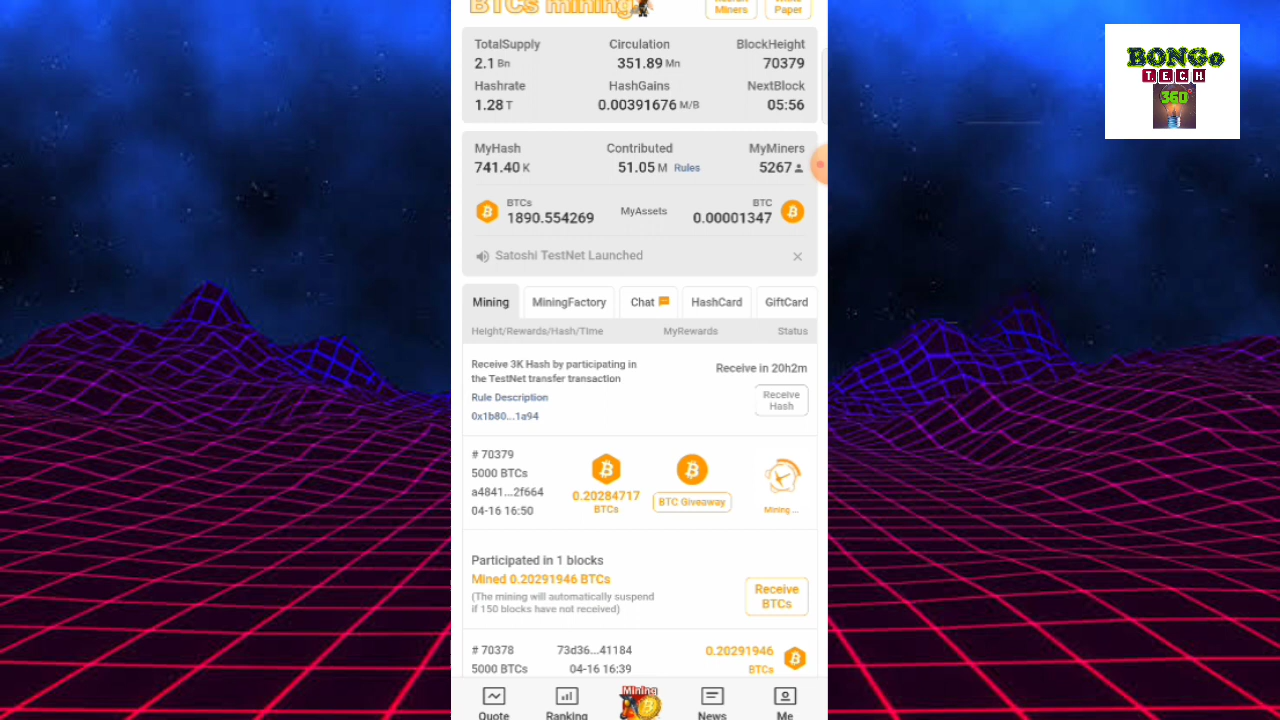 BTCs mining
Miners
Paper
TotalSupply Circulation BlockHeight
2.1 Bn 351.89 Mn 70379
Hashrate HashGains NextBlock
1.28 T 0.00391676 M/B 05:56
MyHash Contributed MyMiners
741.40 K 51.05 M Rules 5267
BTCs MyAssets BTC
1890.554269 0.00001347
Satoshi TestNet Launched
Mining MiningFactory Chat HashCard GiftCard
Height/Rewards/Hash/Time MyRewards Status
Receive 3K Hash by participating in
the TestNet transfer transaction
Receive in 20h2m
Rule Description
0x1b80...1a94
Receive
Hash
# 70379
5000 BTCs
a4841...2f664
04-16 16:50
0.20284717
BTCs
BTC Giveaway
Mining ...
Participated in 1 blocks
Mined 0.20291946 BTCs
(The mining will automatically suspend
if 150 blocks have not received)
Receive
BTCs
# 70378 73d36...41184 0.20291946
5000 BTCs 04-16 16:39 BTCs
Mining
Quote Ranking News Me
BONGo
TECH
360°